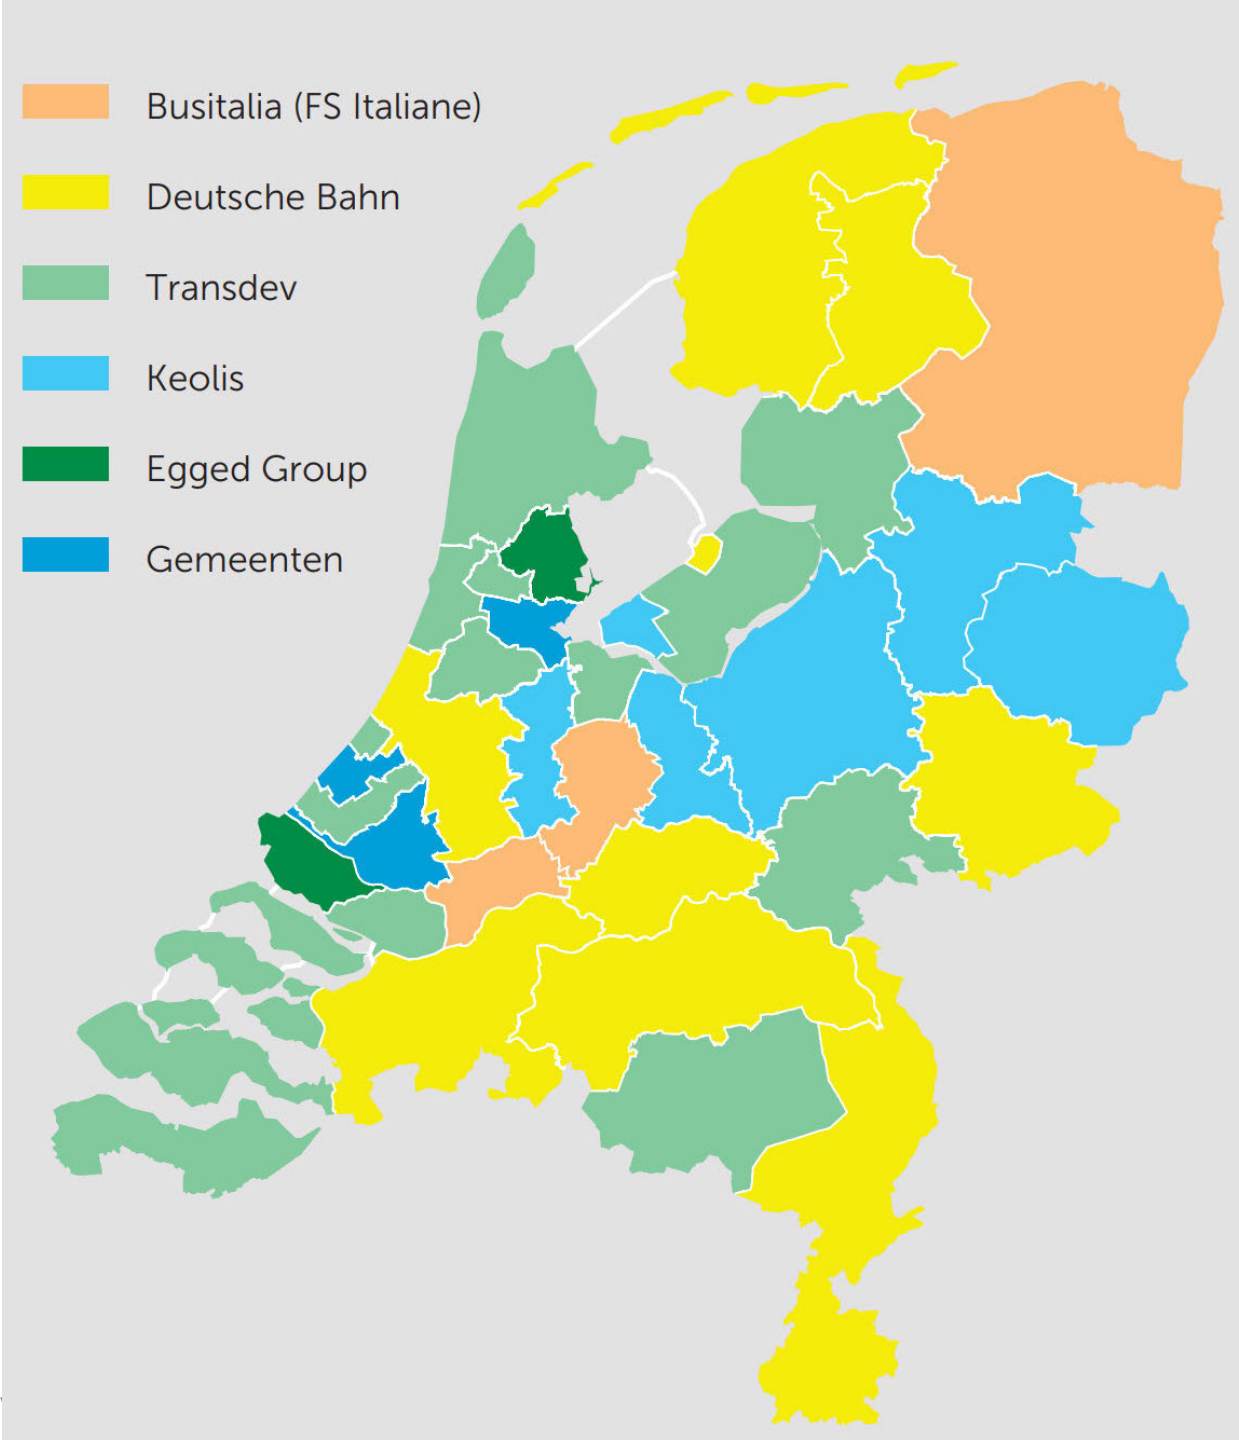 Busitalia (FS Italiane)
Deutsche Bahn
Transdev
Keolis
Egged Group
Gemeenten